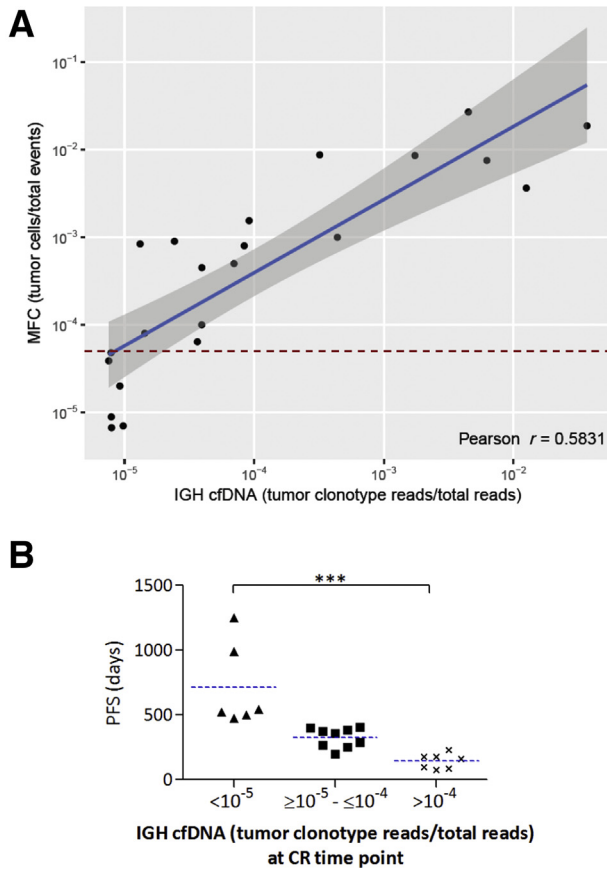 A
MFC (tumor cells/total events)
10⁻¹
10⁻²
10⁻³
10⁻⁴
10⁻⁵
Pearson r = 0.5831
10⁻⁵ 10⁻⁴ 10⁻³ 10⁻²
IGH cfDNA (tumor clonotype reads/total reads)
B
PFS (days)
1500
1000
500
0
***
<10⁻⁵ ≥10⁻⁵ - ≤10⁻⁴ >10⁻⁴
IGH cfDNA (tumor clonotype reads/total reads)
at CR time point